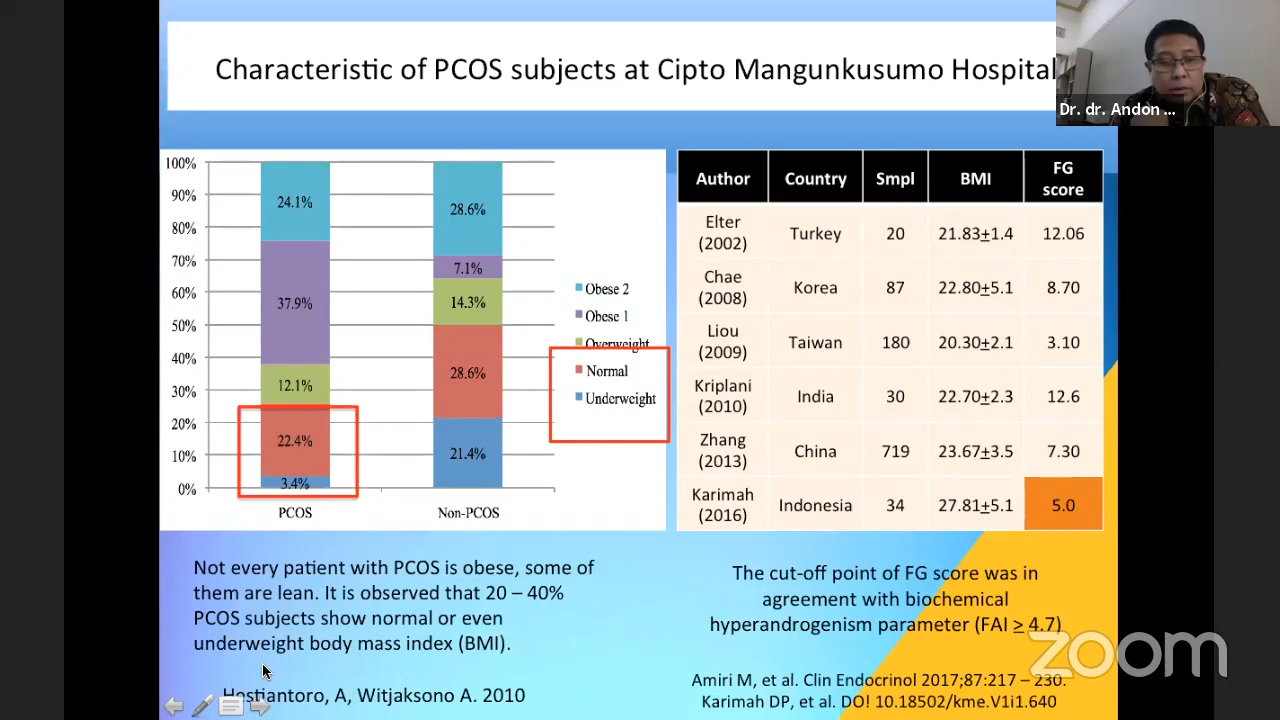 Characteristic of PCOS subjects at Cipto Mangunkusumo Hospital
Dr. dr. Andon ...
100%
90%
80%
70%
60%
50%
40%
30%
20%
10%
0%
24.1%
37.9%
12.1%
22.4%
3.4%
PCOS
28.6%
7.1%
14.3%
28.6%
21.4%
Non-PCOS
Obese 2
Obese 1
Overweight
Normal
Underweight
Author Country Smpl BMI FG score
Elter (2002) Turkey 20 21.83+1.4 12.06
Chae (2008) Korea 87 22.80+5.1 8.70
Liou (2009) Taiwan 180 20.30+2.1 3.10
Kriplani (2010) India 30 22.70+2.3 12.6
Zhang (2013) China 719 23.67+3.5 7.30
Karimah (2016) Indonesia 34 27.81+5.1 5.0
Not every patient with PCOS is obese, some of
them are lean. It is observed that 20 – 40%
PCOS subjects show normal or even
underweight body mass index (BMI).
Hestiantoro, A, Witjaksono A. 2010
The cut-off point of FG score was in
agreement with biochemical
hyperandrogenism parameter (FAI > 4.7)
Amiri M, et al. Clin Endocrinol 2017;87:217 – 230.
Karimah DP, et al. DO! 10.18502/kme.V1i1.640
zoom